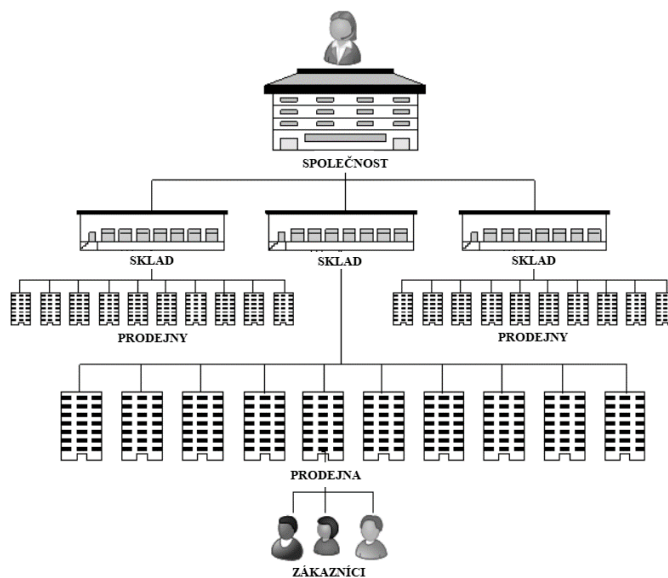 SPOLEČNOST
SKLAD
SKLAD
SKLAD
PRODEJNY
PRODEJNY
PRODEJNA
ZÁKAZNÍCI